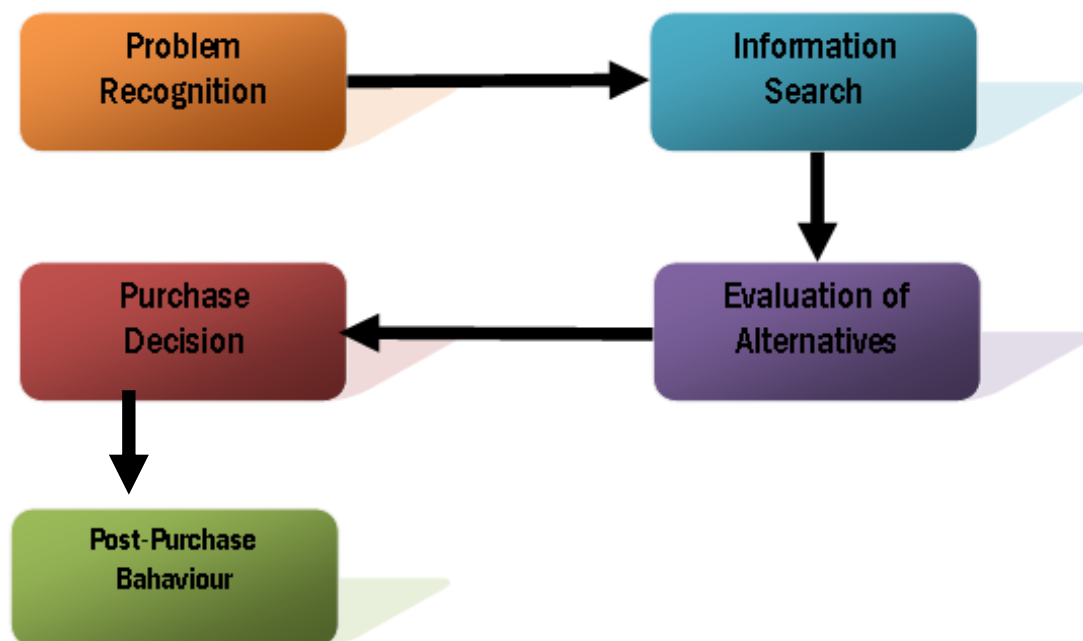 Problem
Recognition
Information
Search
Evaluation of
Alternatives
Purchase
Decision
Post-Purchase
Bahaviour